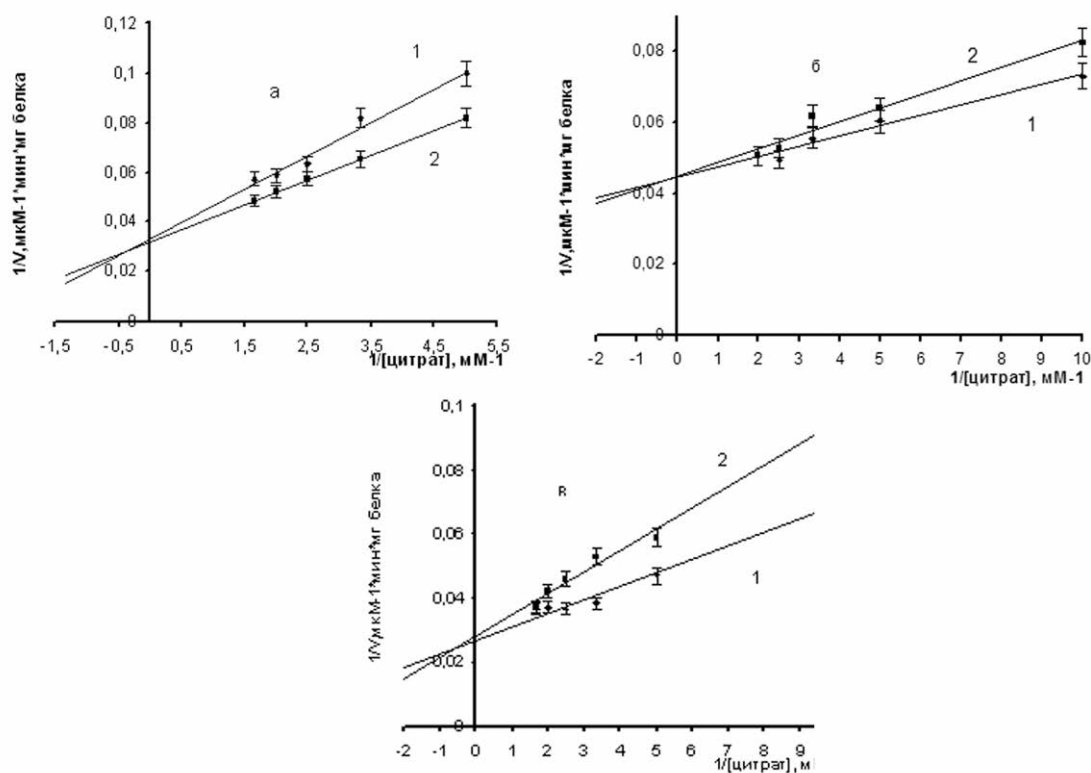 1/V,мкМ-1*мин*мг белка
0,12
0,1
0,08
0,06
0,04
0,02
0
-1,5 -0,5 0,5 1,5 2,5 3,5 4,5 5,5
1/[цитрат], мМ-1
а
1
2
1/V,мкМ-1*мин*мг белка
0,08
0,06
0,04
0,02
0
-2 -1 0 1 2 3 4 5 6 7 8 9 10
1/[цитрат], мМ-1
б
2
1
1/V,мкМ-1*мин*мг белка
0,1
0,08
0,06
0,04
0,02
0
-2 -1 0 1 2 3 4 5 6 7 8 9
1/[цитрат], м
в
2
1